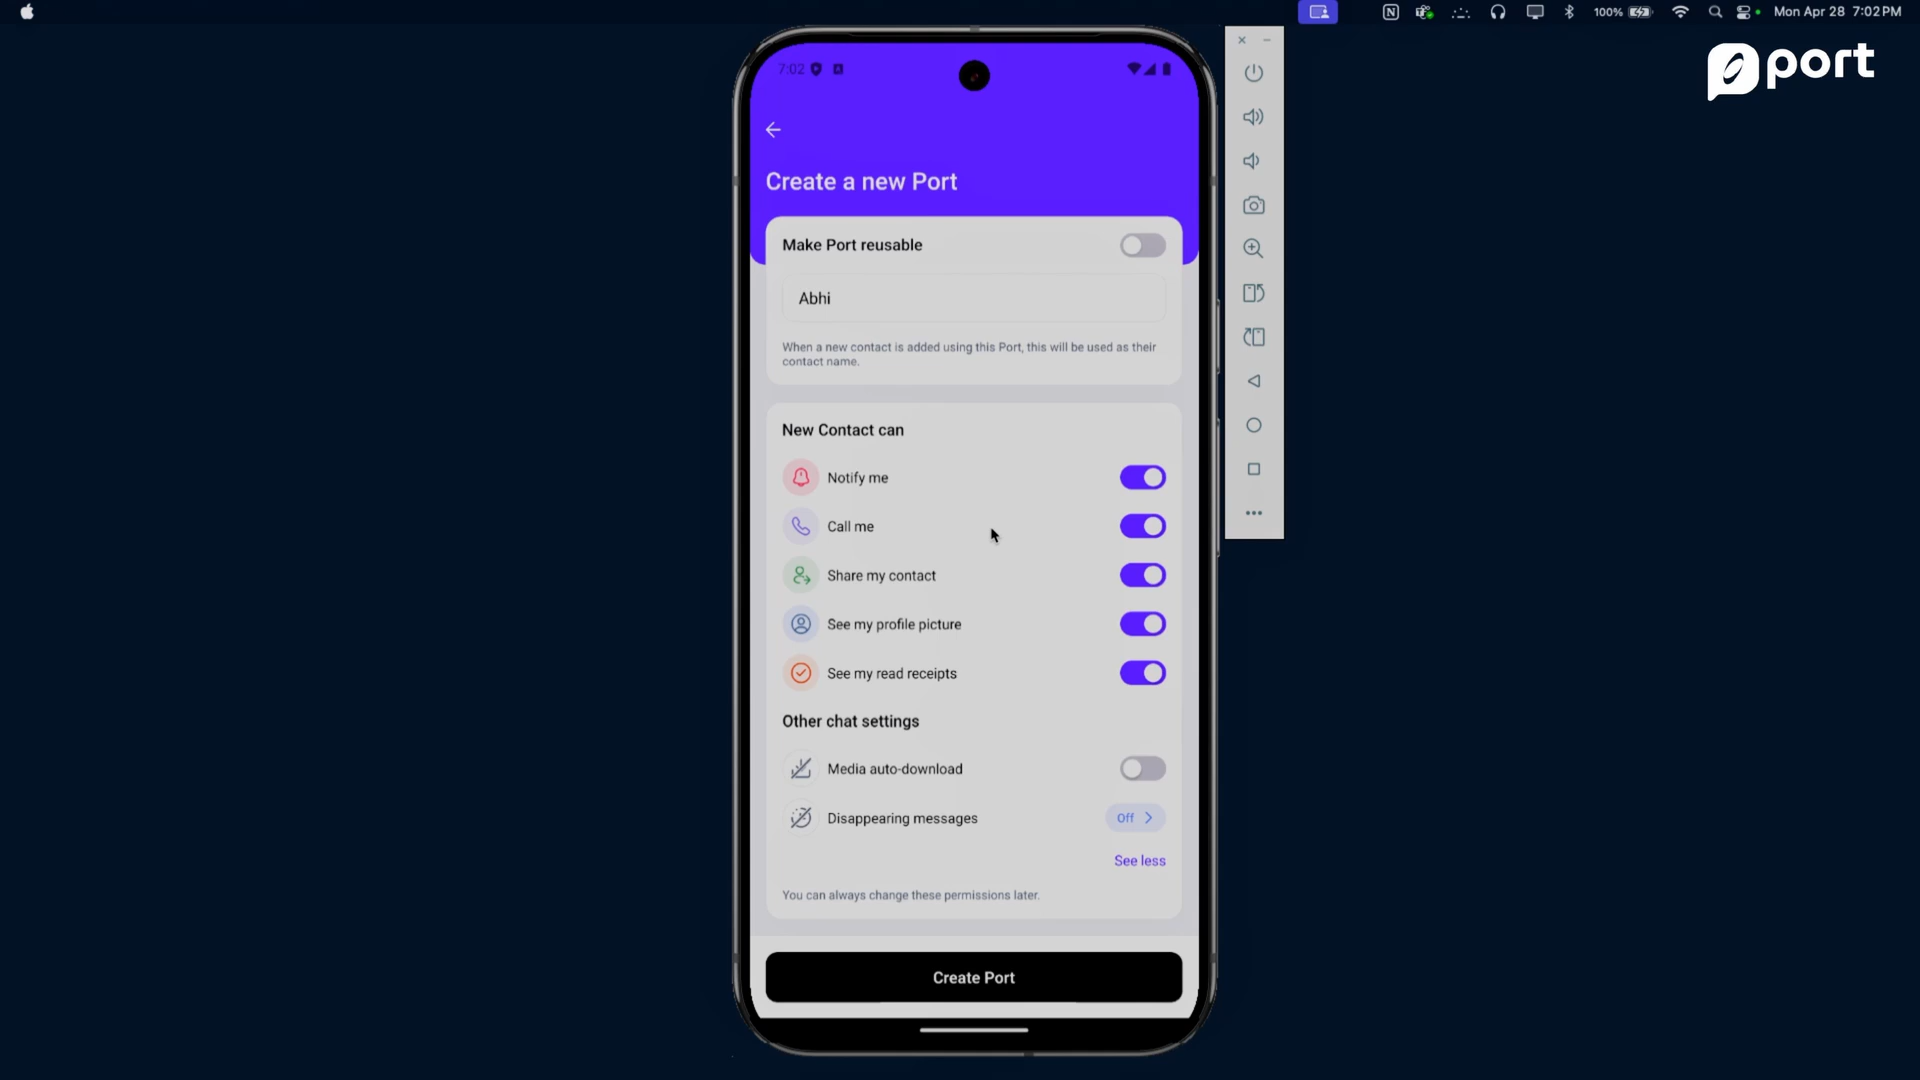 100%
Mon Apr 28 7:02 PM
port
7:02
Create a new Port
Make Port reusable
Abhi
When a new contact is added using this Port, this will be used as their
contact name.
New Contact can
Notify me
Call me
Share my contact
See my profile picture
See my read receipts
Other chat settings
Media auto-download
Disappearing messages
Off
See less
You can always change these permissions later.
Create Port